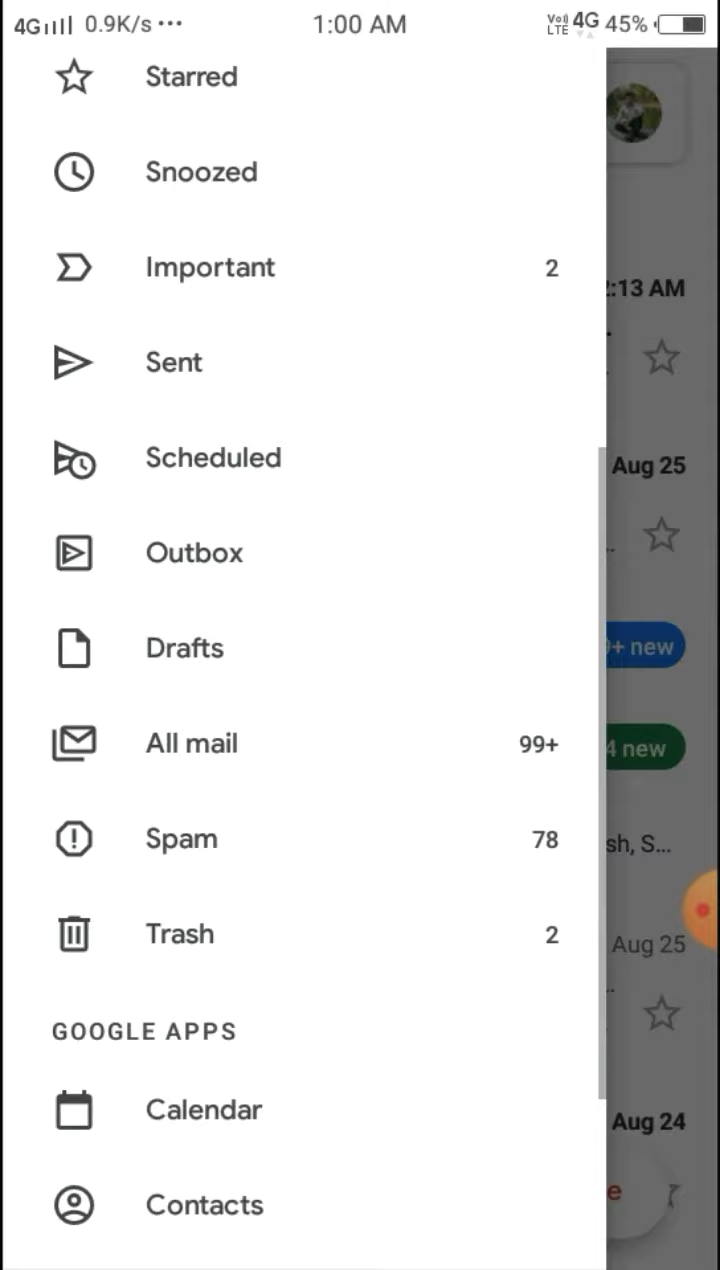 4G 0.9K/s ••• 1:00 AM Vo) LTE 4G 45%
Starred
Snoozed
Important 2
:13 AM
Sent
Scheduled
Aug 25
Outbox
Drafts
+ new
All mail 99+
4 new
Spam 78
sh, S...
Trash 2
Aug 25
GOOGLE APPS
Calendar
Aug 24
Contacts
e